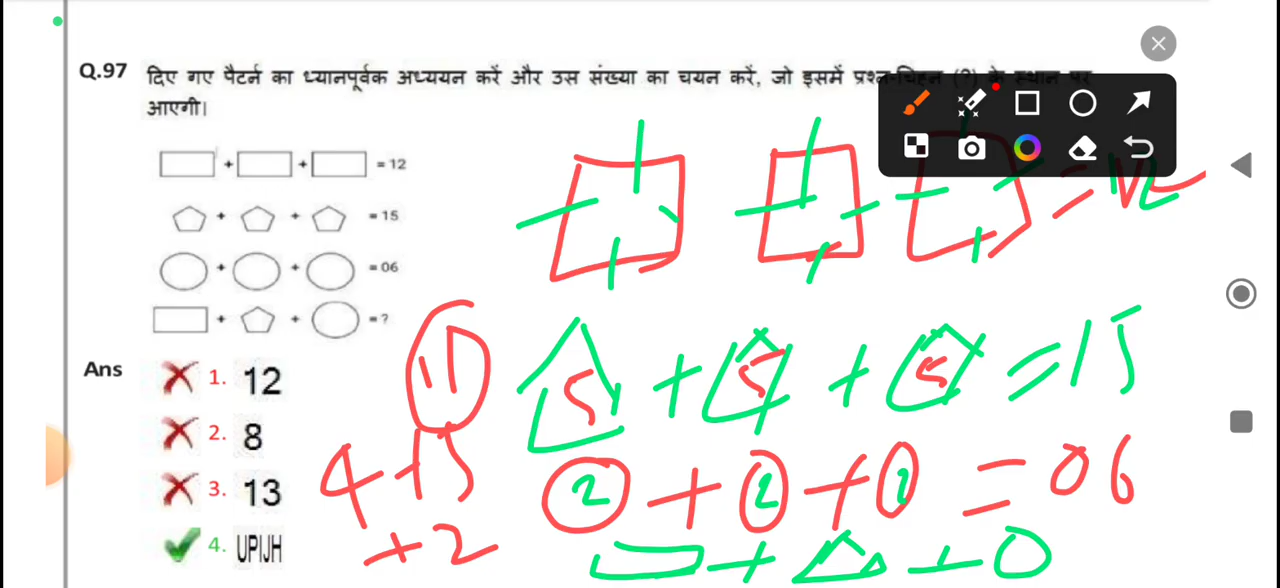 Q.97 दिए गए पैटर्न का ध्यानपूर्वक अध्ययन करें और उस संख्या का चयन करें, जो इसमें प्रश्न-चिह्न (?) के स्थान पर
आएगी।
+ + = 12
+ + = 15
+ + = 06
+ + = ?
Ans
1. 12
2. 8
3. 13
4. UPIJH
= 12
5 + 5 + 5 = 15
2 + 2 + 2 = 06
11
4 + 5
+ 2
+ +